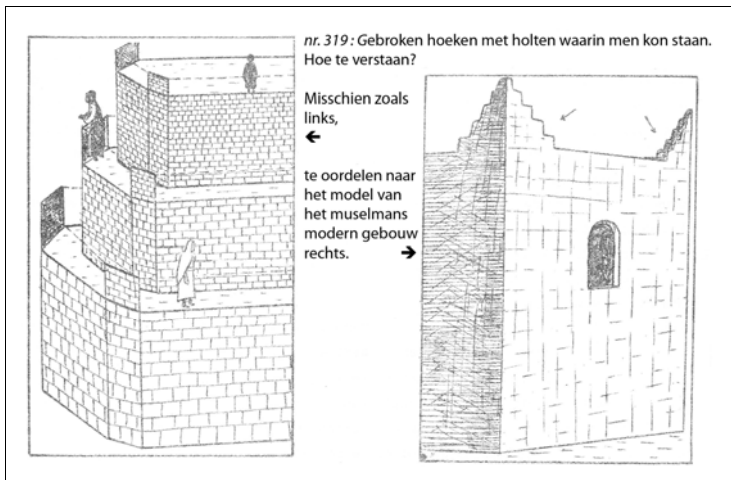 nr. 319 : Gebroken hoeken met holten waarin men kon staan.
Hoe te verstaan?
Misschien zoals
links,
←
te oordelen naar
het model van
het muselmans
modern gebouw
rechts. →